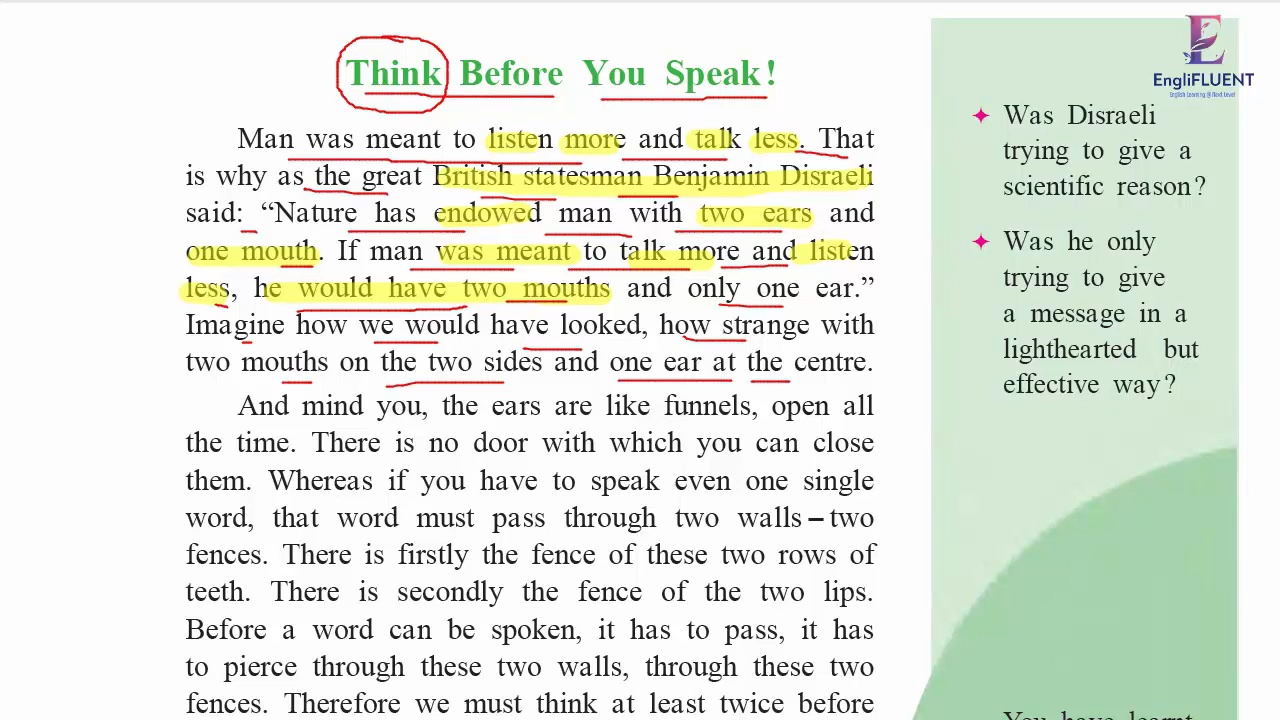 Think Before You Speak!
Man was meant to listen more and talk less. That
is why as the great British statesman Benjamin Disraeli
said: “Nature has endowed man with two ears and
one mouth. If man was meant to talk more and listen
less, he would have two mouths and only one ear.”
Imagine how we would have looked, how strange with
two mouths on the two sides and one ear at the centre.
And mind you, the ears are like funnels, open all
the time. There is no door with which you can close
them. Whereas if you have to speak even one single
word, that word must pass through two walls – two
fences. There is firstly the fence of these two rows of
teeth. There is secondly the fence of the two lips.
Before a word can be spoken, it has to pass, it has
to pierce through these two walls, through these two
fences. Therefore we must think at least twice before
EngliFLUENT
English Learning @ Next Level
✦ Was Disraeli
trying to give a
scientific reason?
✦ Was he only
trying to give
a message in a
lighthearted but
effective way?
You have learnt